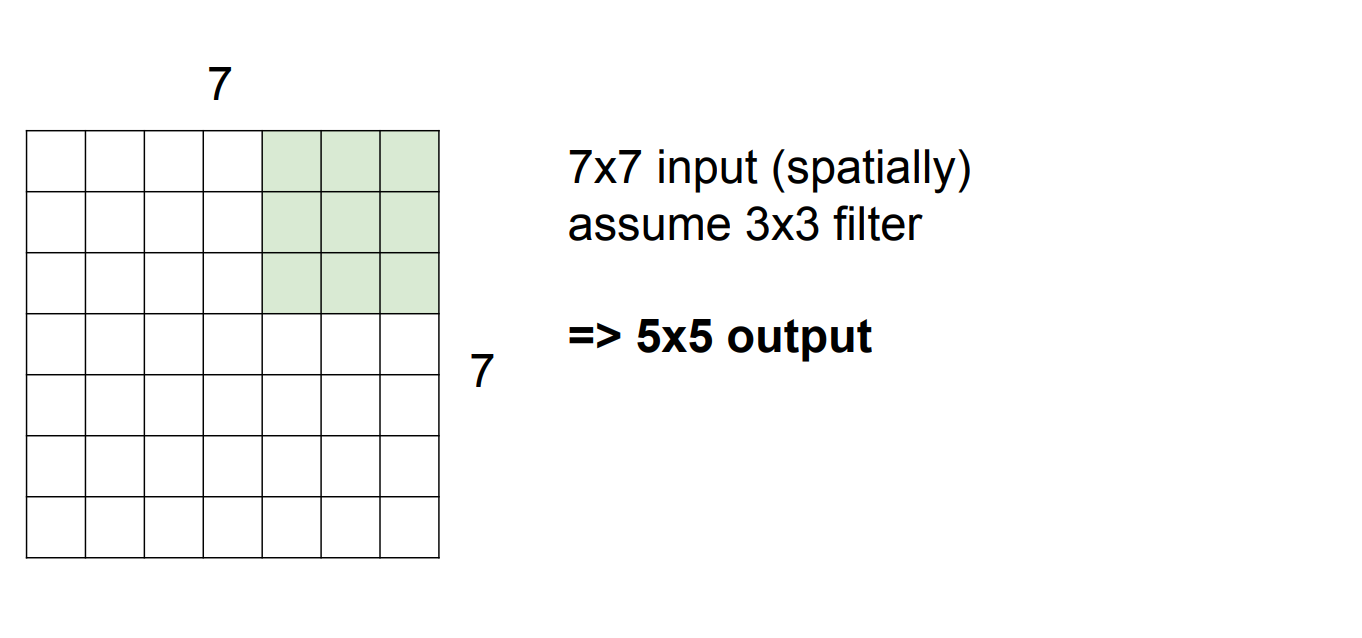 7
7x7 input (spatially)
assume 3x3 filter
=> 5x5 output
7